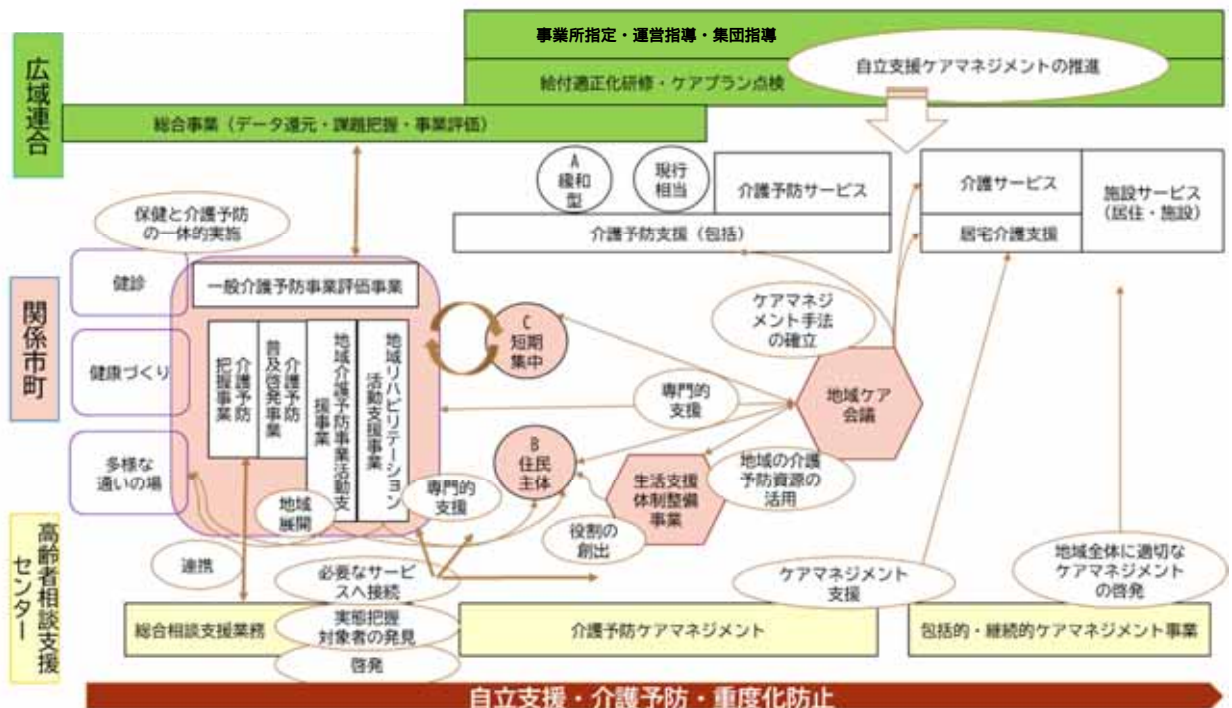 広域連合
事業所指定・運営指導・集団指導
給付適正化研修・ケアプラン点検
自立支援ケアマネジメントの推進
総合事業(データ還元・課題把握・事業評価)
A
緩和
型
現行
相当
介護予防サービス
介護予防支援(包括)
介護サービス
居宅介護支援
施設サービス
(居住・施設)
関係市町
保健と介護予防
の一体的実施
健診
健康づくり
多様な
通いの場
一般介護予防事業評価事業
介護予防
把握事業
介護予防
普及啓発事業
地域介護予防事業活動支
援事業
地域リハビリテーション
活動支援事業
C
短期
集中
ケアマネジ
メント手法
の確立
専門的
支援
地域ケア
会議
B
住民
主体
生活支援
体制整備
事業
地域の介護
予防資源の
活用
地域
展開
専門的
支援
役割の
創出
連携
必要なサービ
スへ接続
ケアマネジメント
支援
地域全体に適切な
ケアマネジメント
の啓発
高齢者相談支援
センター
総合相談支援業務
実態把握
対象者の発見
啓発
介護予防ケアマネジメント
包括的・継続的ケアマネジメント事業
自立支援・介護予防・重度化防止